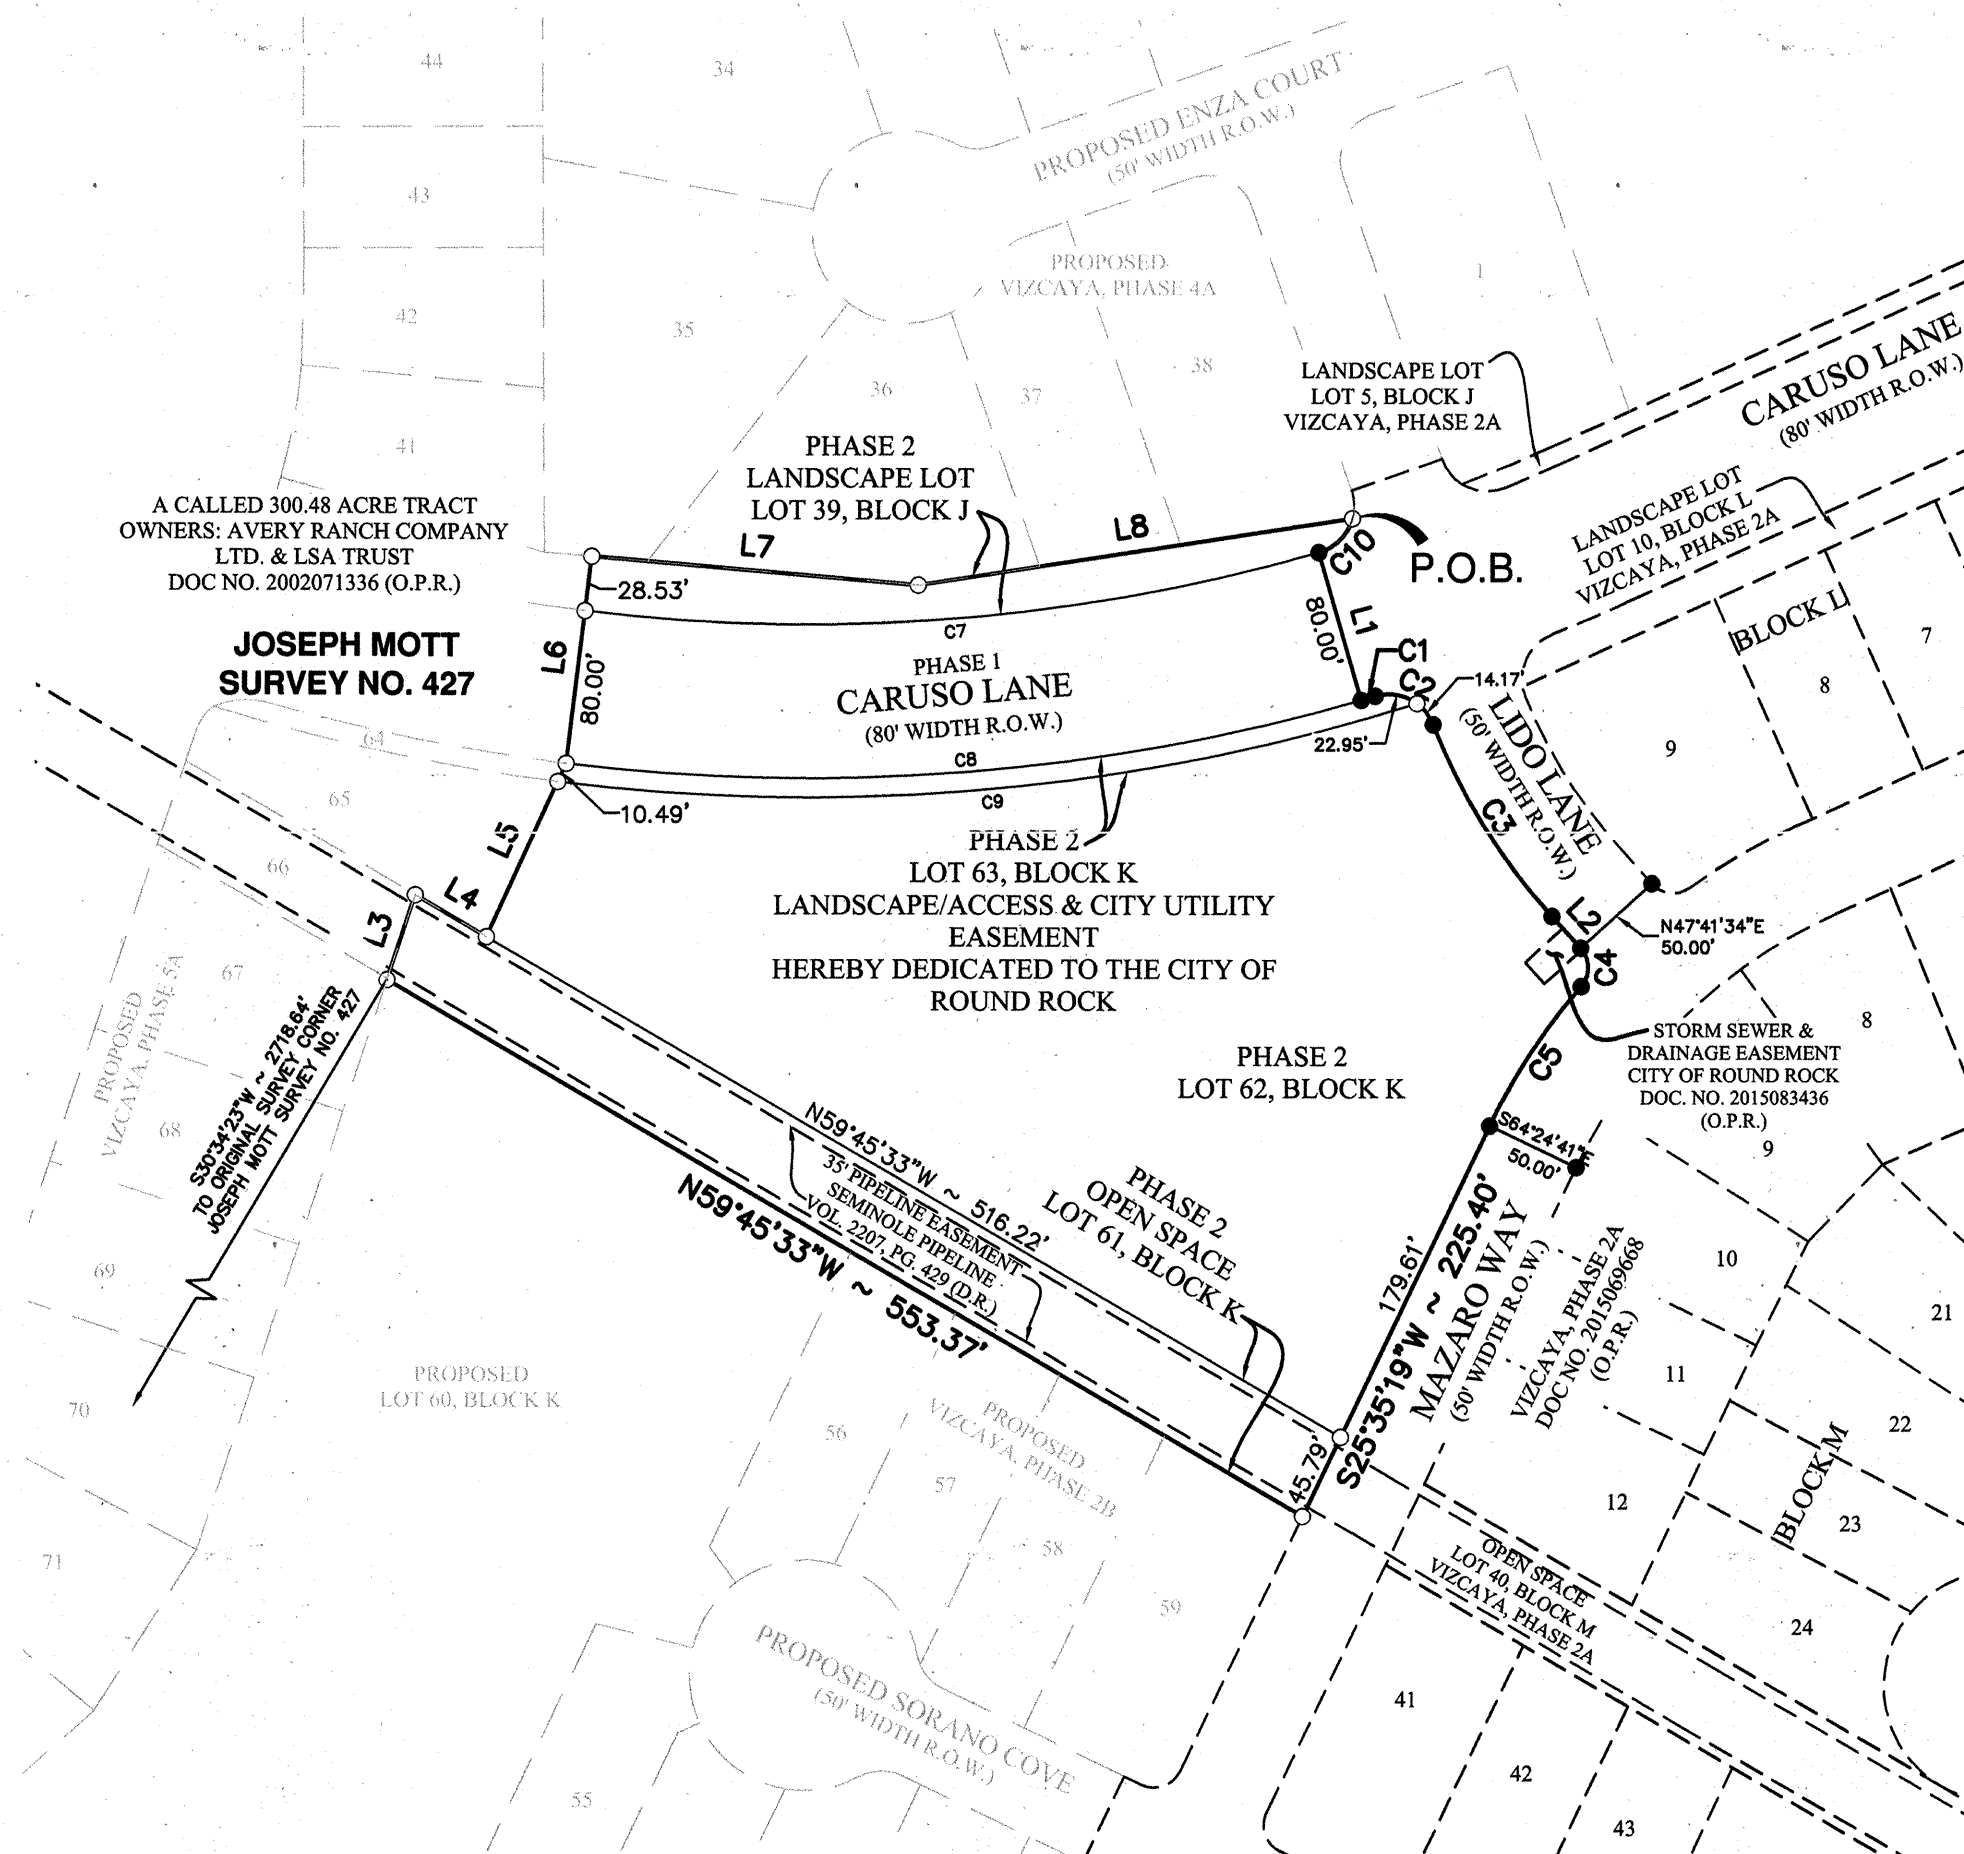 44
34
PROPOSED ENZA COURT
(50' WIDTH R.O.W.)
43
PROPOSED
VIZCAYA, PHASE 4A
1
42
35
36
37
38
41
LANDSCAPE LOT
LOT 5, BLOCK J
VIZCAYA, PHASE 2A
CARUSO LANE
(80' WIDTH R.O.W.)
PHASE 2
LANDSCAPE LOT
LOT 39, BLOCK J
LANDSCAPE LOT
LOT 10, BLOCK L
VIZCAYA, PHASE 2A
A CALLED 300.48 ACRE TRACT
OWNERS: AVERY RANCH COMPANY
LTD. & LSA TRUST
DOC NO. 2002071336 (O.P.R.)
L7
L8
C10
P.O.B.
28.53'
JOSEPH MOTT
SURVEY NO. 427
L6
80.00'
C7
L1
80.00'
C1
C2
14.17'
BLOCK L
7
8
9
PHASE 1
CARUSO LANE
(80' WIDTH R.O.W.)
22.95'
LIDO LANE
(50' WIDTH R.O.W.)
64
65
66
C8
C9
10.49'
L5
L4
L3
C3
L2
N47°41'34"E
50.00'
C4
PHASE 2
LOT 63, BLOCK K
LANDSCAPE/ACCESS & CITY UTILITY
EASEMENT
HEREBY DEDICATED TO THE CITY OF
ROUND ROCK
67
PROPOSED
VIZCAYA, PHASE 5A
S30°34'23"W ~ 2718.64'
TO ORIGINAL SURVEY CORNER
JOSEPH MOTT SURVEY NO. 427
68
69
70
71
PHASE 2
LOT 62, BLOCK K
C5
STORM SEWER &
DRAINAGE EASEMENT
CITY OF ROUND ROCK
DOC. NO. 2015083436
(O.P.R.)
8
9
S64°24'41"E
50.00'
N59°45'33"W ~ 516.22'
35' PIPELINE EASEMENT
SEMINOLE PIPELINE
VOL. 2207, PG. 429 (D.R.)
N59°45'33"W ~ 553.37'
PHASE 2
OPEN SPACE
LOT 61, BLOCK K
179.61'
S25°35'19"W ~ 225.40'
MAZARO WAY
(50' WIDTH R.O.W.)
VIZCAYA, PHASE 2A
DOC NO. 2015069668
(O.P.R.)
45.79'
10
11
12
21
22
23
24
BLOCK M
PROPOSED
LOT 60, BLOCK K
PROPOSED
VIZCAYA, PHASE 2B
56
57
58
59
OPEN SPACE
LOT 40, BLOCK M
VIZCAYA, PHASE 2A
PROPOSED SORANO COVE
(50' WIDTH R.O.W.)
55
41
42
43